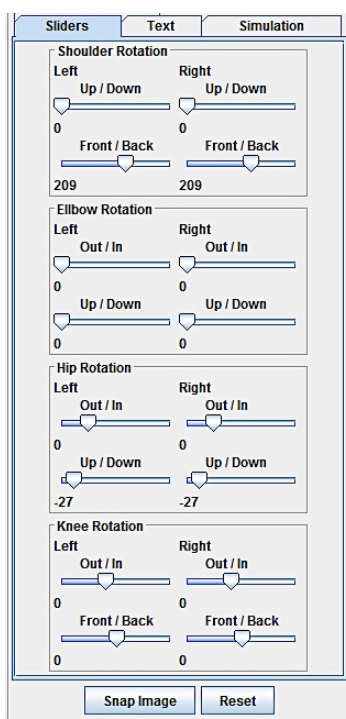 Sliders Text Simulation
Shoulder Rotation
Left Right
Up / Down Up / Down
0 0
Front / Back Front / Back
209 209
Ellbow Rotation
Left Right
Out / In Out / In
0 0
Up / Down Up / Down
0 0
Hip Rotation
Left Right
Out / In Out / In
0 0
Up / Down Up / Down
-27 -27
Knee Rotation
Left Right
Out / In Out / In
0 0
Front / Back Front / Back
0 0
Snap Image Reset